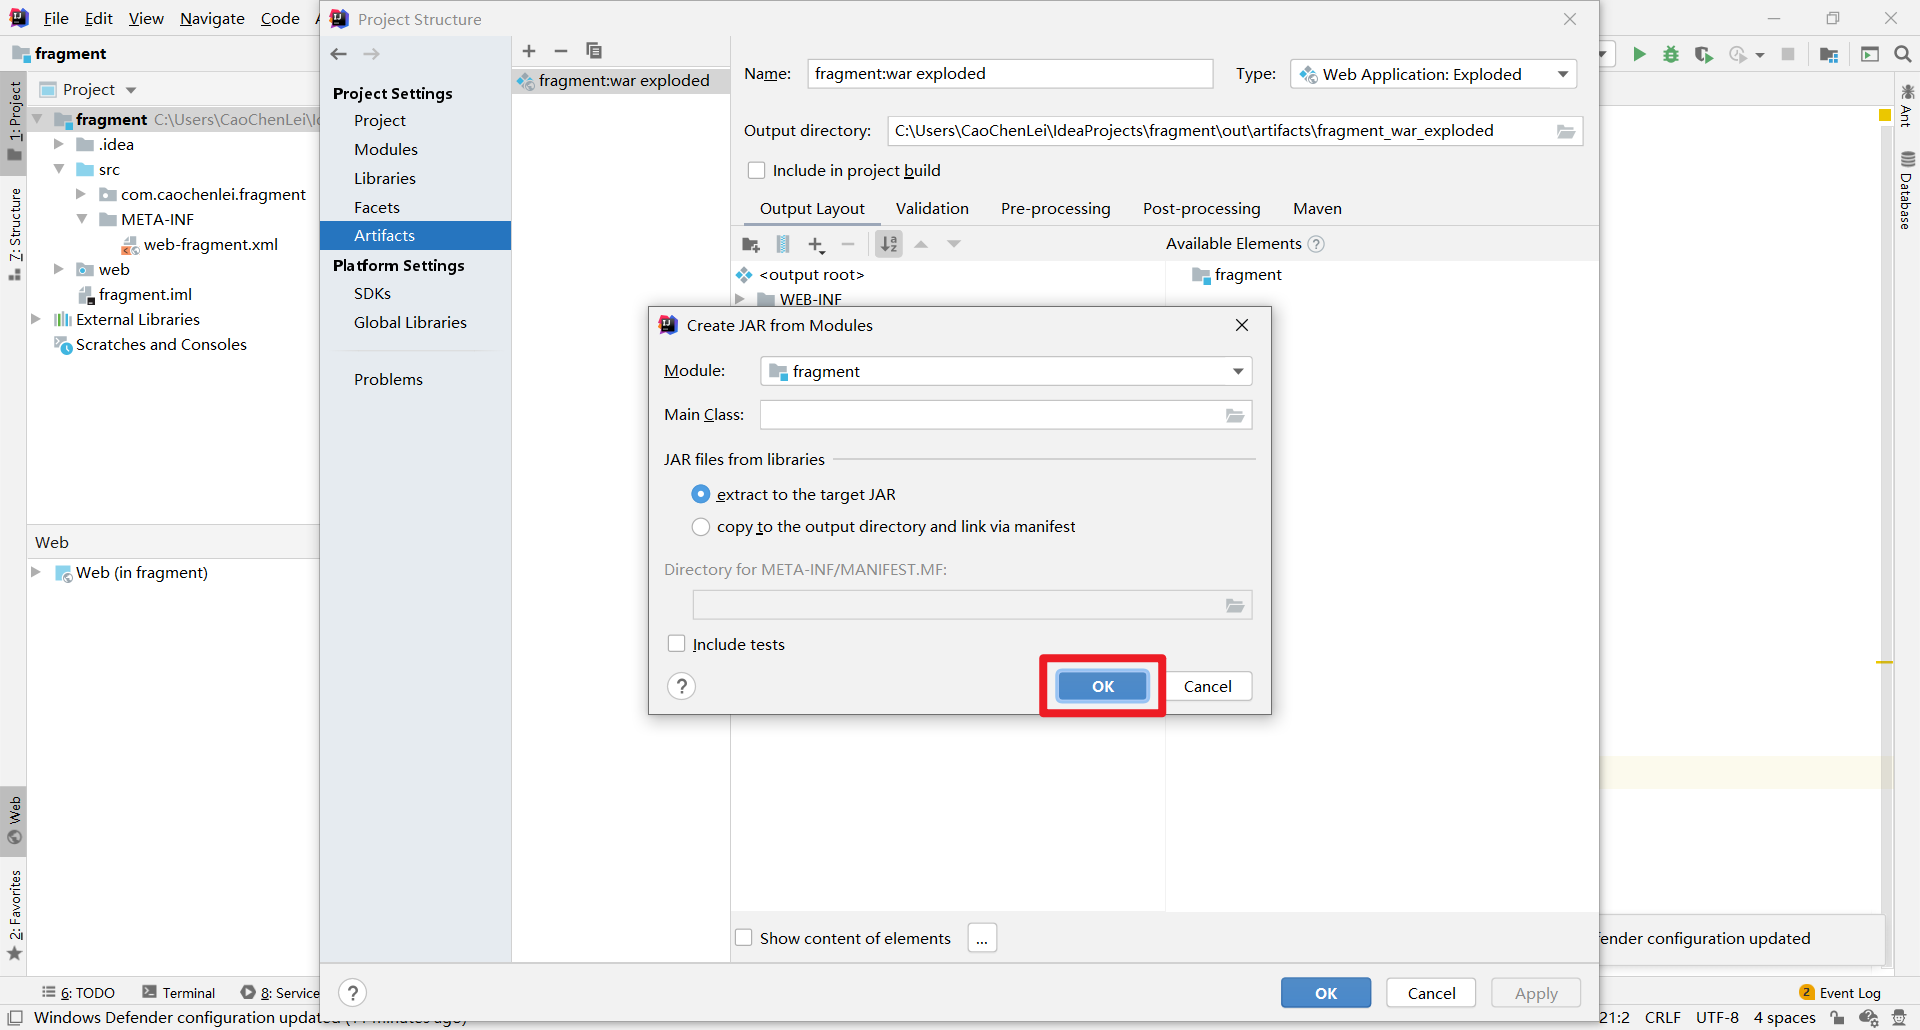 File Edit View Navigate Code
Project Structure
fragment
Project
fragment C:\Users\CaoChenLei\
.idea
src
com.caochenlei.fragment
META-INF
web-fragment.xml
web
fragment.iml
External Libraries
Scratches and Consoles
Web
Web (in fragment)
1: Project
7: Structure
Web
2: Favorites
Project Settings
Project
Modules
Libraries
Facets
Artifacts
Platform Settings
SDKs
Global Libraries
Problems
fragment:war exploded
Name: fragment:war exploded Type: Web Application: Exploded
Output directory: C:\Users\CaoChenLei\IdeaProjects\fragment\out\artifacts\fragment_war_exploded
Include in project build
Output Layout Validation Pre-processing Post-processing Maven
Available Elements ?
<output root>
WEB-INF
fragment
Create JAR from Modules
Module: fragment
Main Class:
JAR files from libraries
extract to the target JAR
copy to the output directory and link via manifest
Directory for META-INF/MANIFEST.MF:
Include tests
? OK Cancel
Show content of elements ...
? OK Cancel Apply
Ant
Database
configuration updated
6: TODO Terminal 8: Service
2 Event Log
Windows Defender configuration
21:2 CRLF UTF-8 4 spaces